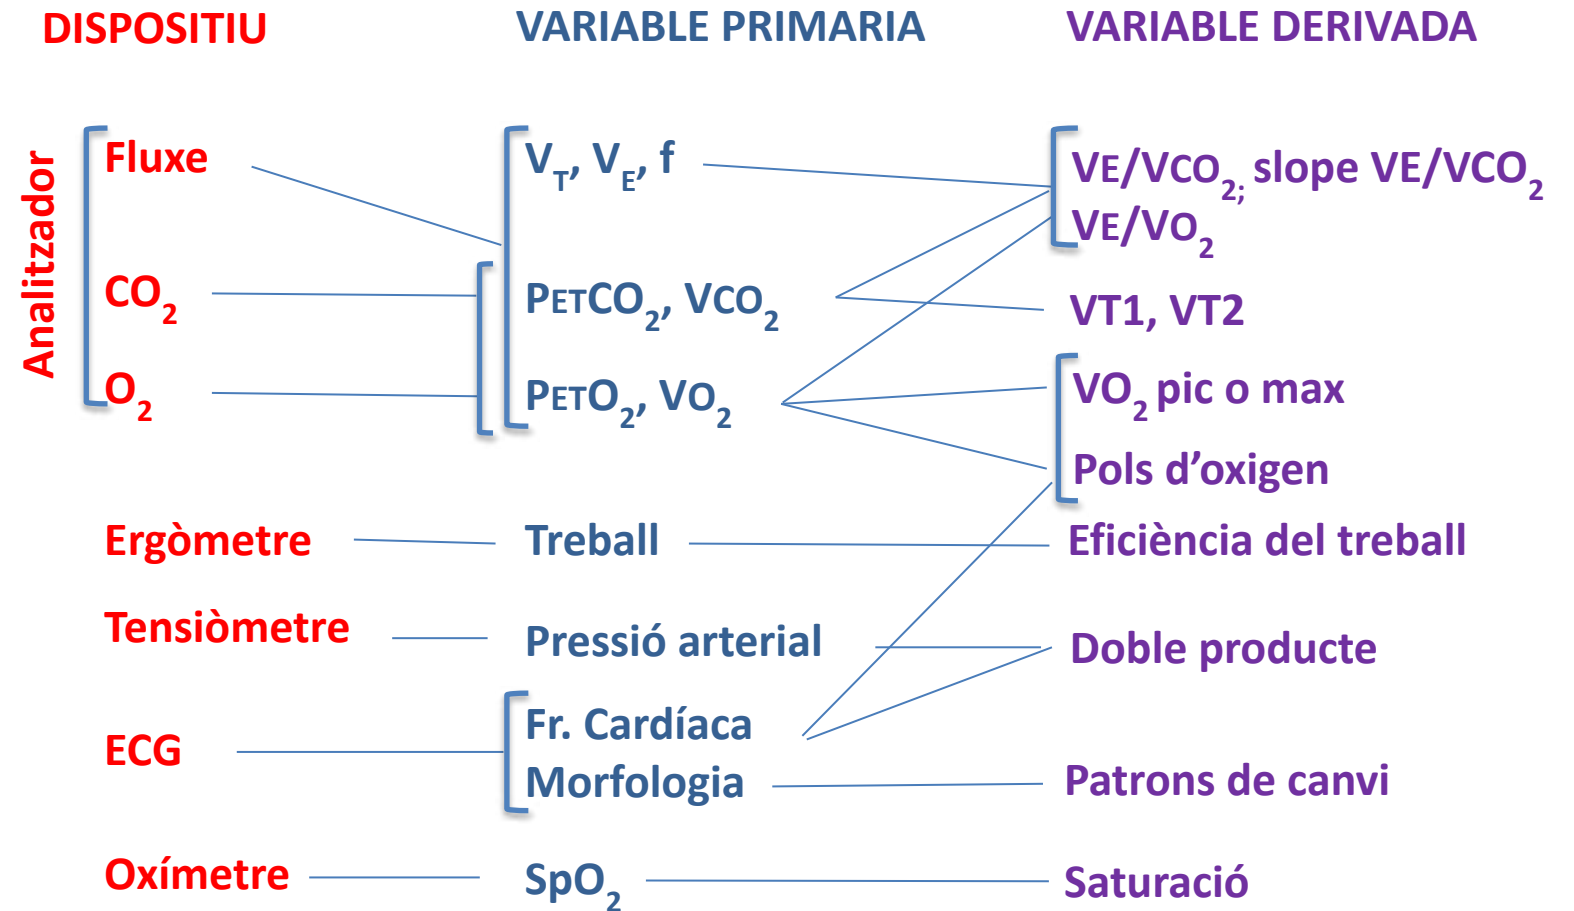 DISPOSITIU VARIABLE PRIMARIA VARIABLE DERIVADA
Analitzador
Fluxe V_T, V_E, f VE/VCO₂; slope VE/VCO₂
VE/VO₂
CO₂ PETCO₂, VCO₂ VT1, VT2
O₂ PETO₂, VO₂ VO₂ pic o max
Pols d’oxigen
Ergòmetre Treball Eficiència del treball
Tensiòmetre Pressió arterial Doble producte
Fr. Cardíaca
ECG
Morfologia Patrons de canvi
Oxímetre SpO₂ Saturació